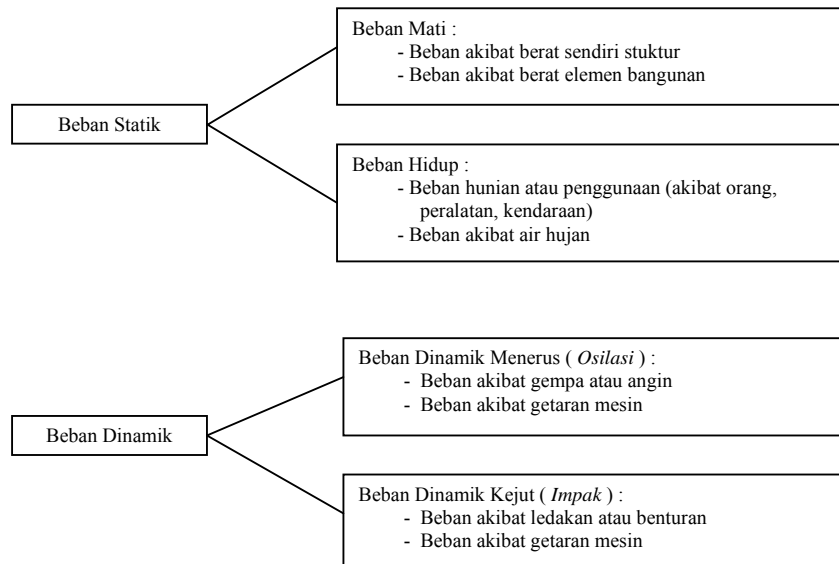 Beban Mati :
- Beban akibat berat sendiri stuktur
- Beban akibat berat elemen bangunan
Beban Statik
Beban Hidup :
- Beban hunian atau penggunaan (akibat orang,
peralatan, kendaraan)
- Beban akibat air hujan
Beban Dinamik Menerus ( Osilasi ) :
- Beban akibat gempa atau angin
- Beban akibat getaran mesin
Beban Dinamik
Beban Dinamik Kejut ( Impak ) :
- Beban akibat ledakan atau benturan
- Beban akibat getaran mesin